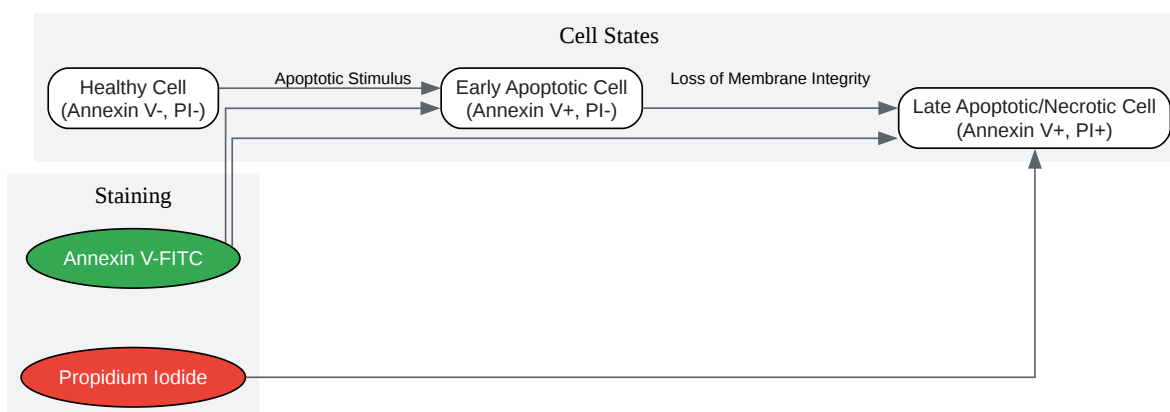 Cell States
Healthy Cell
(Annexin V-, PI-)
Apoptotic Stimulus
Early Apoptotic Cell
(Annexin V+, PI-)
Loss of Membrane Integrity
Late Apoptotic/Necrotic Cell
(Annexin V+, PI+)
Staining
Annexin V-FITC
Propidium Iodide